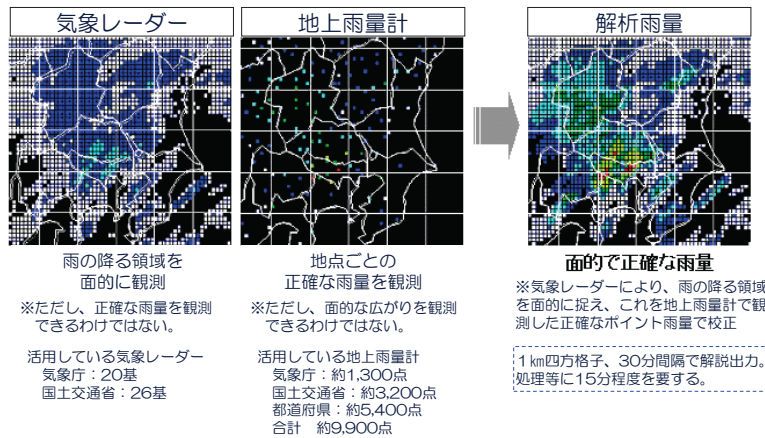 気象レーダー
地上雨量計
解析雨量
雨の降る領域を
面的に観測
※ただし、正確な雨量を観測
できるわけではない。
活用している気象レーダー
気象庁：20基
国土交通省：26基
地点ごとの
正確な雨量を観測
※ただし、面的な広がりを観測
できるわけではない。
活用している地上雨量計
気象庁：約1,300点
国土交通省：約3,200点
都道府県：約5,400点
合計　約9,900点
面的で正確な雨量
※気象レーダーにより、雨の降る領域
を面的に捉え、これを地上雨量計で観
測した正確なポイント雨量で校正
１km四方格子、30分間隔で解説出力。
処理等に15分程度を要する。